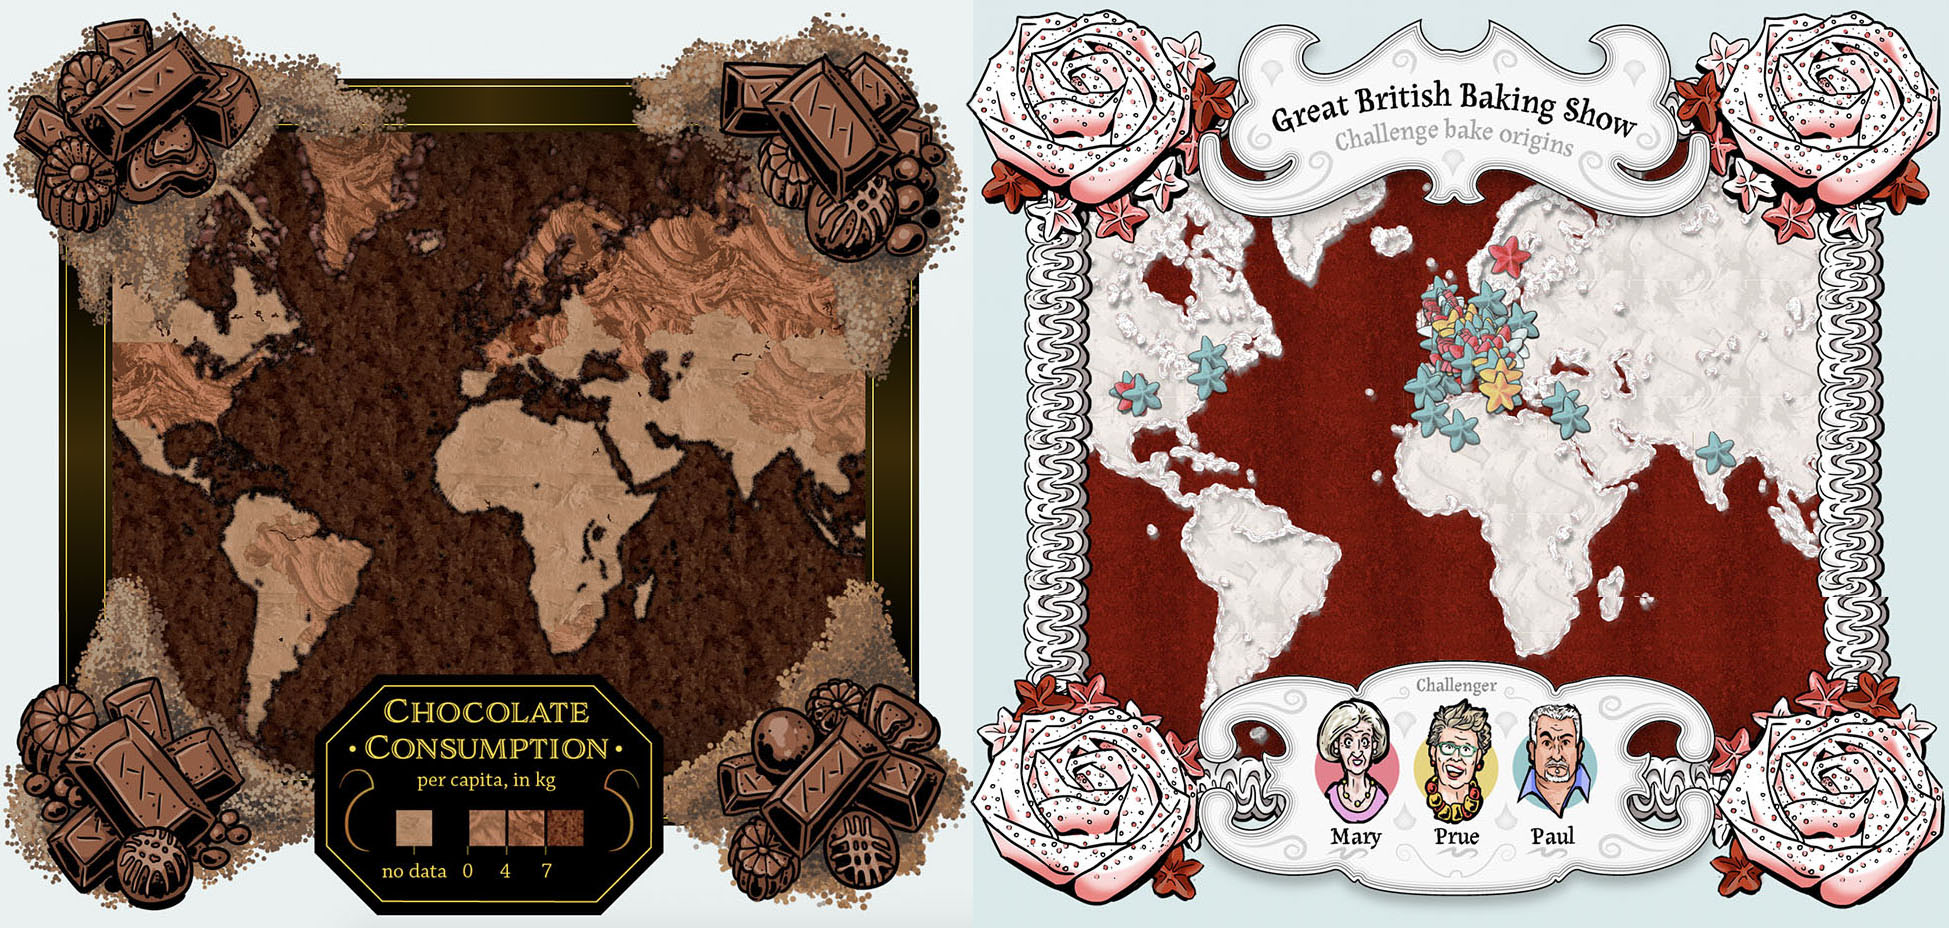 CHOCOLATE
• CONSUMPTION •
per capita, in kg
no data 0 4 7
Great British Baking Show
Challenge bake origins
Challenger
Mary Prue Paul